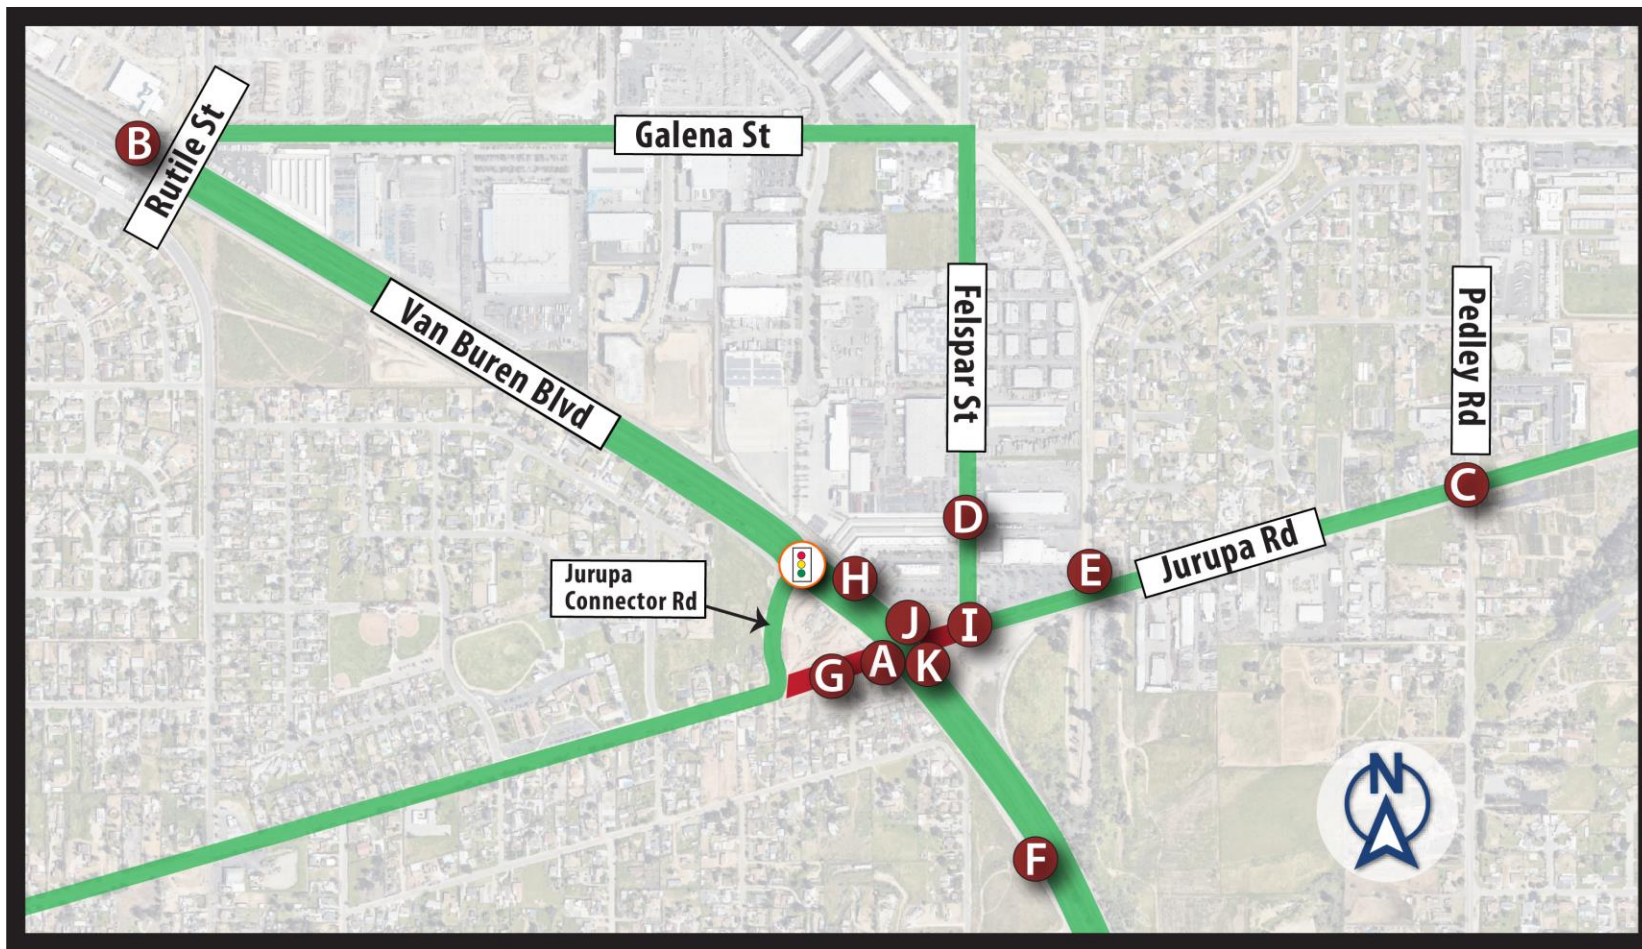 B
Rutile St
Galena St
Van Buren Blvd
Felspar St
Pedley Rd
C
D
Jurupa Rd
E
H
Jurupa
Connector Rd
J
I
A
K
G
N
F